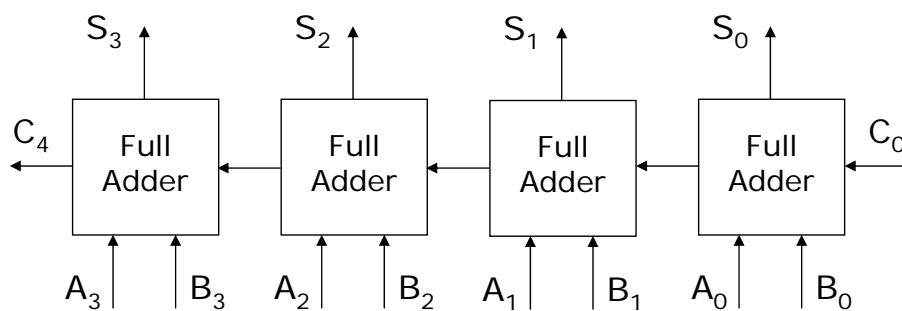 S₃ S₂ S₁ S₀
C₄ Full Adder Full Adder Full Adder Full Adder C₀
A₃ B₃ A₂ B₂ A₁ B₁ A₀ B₀